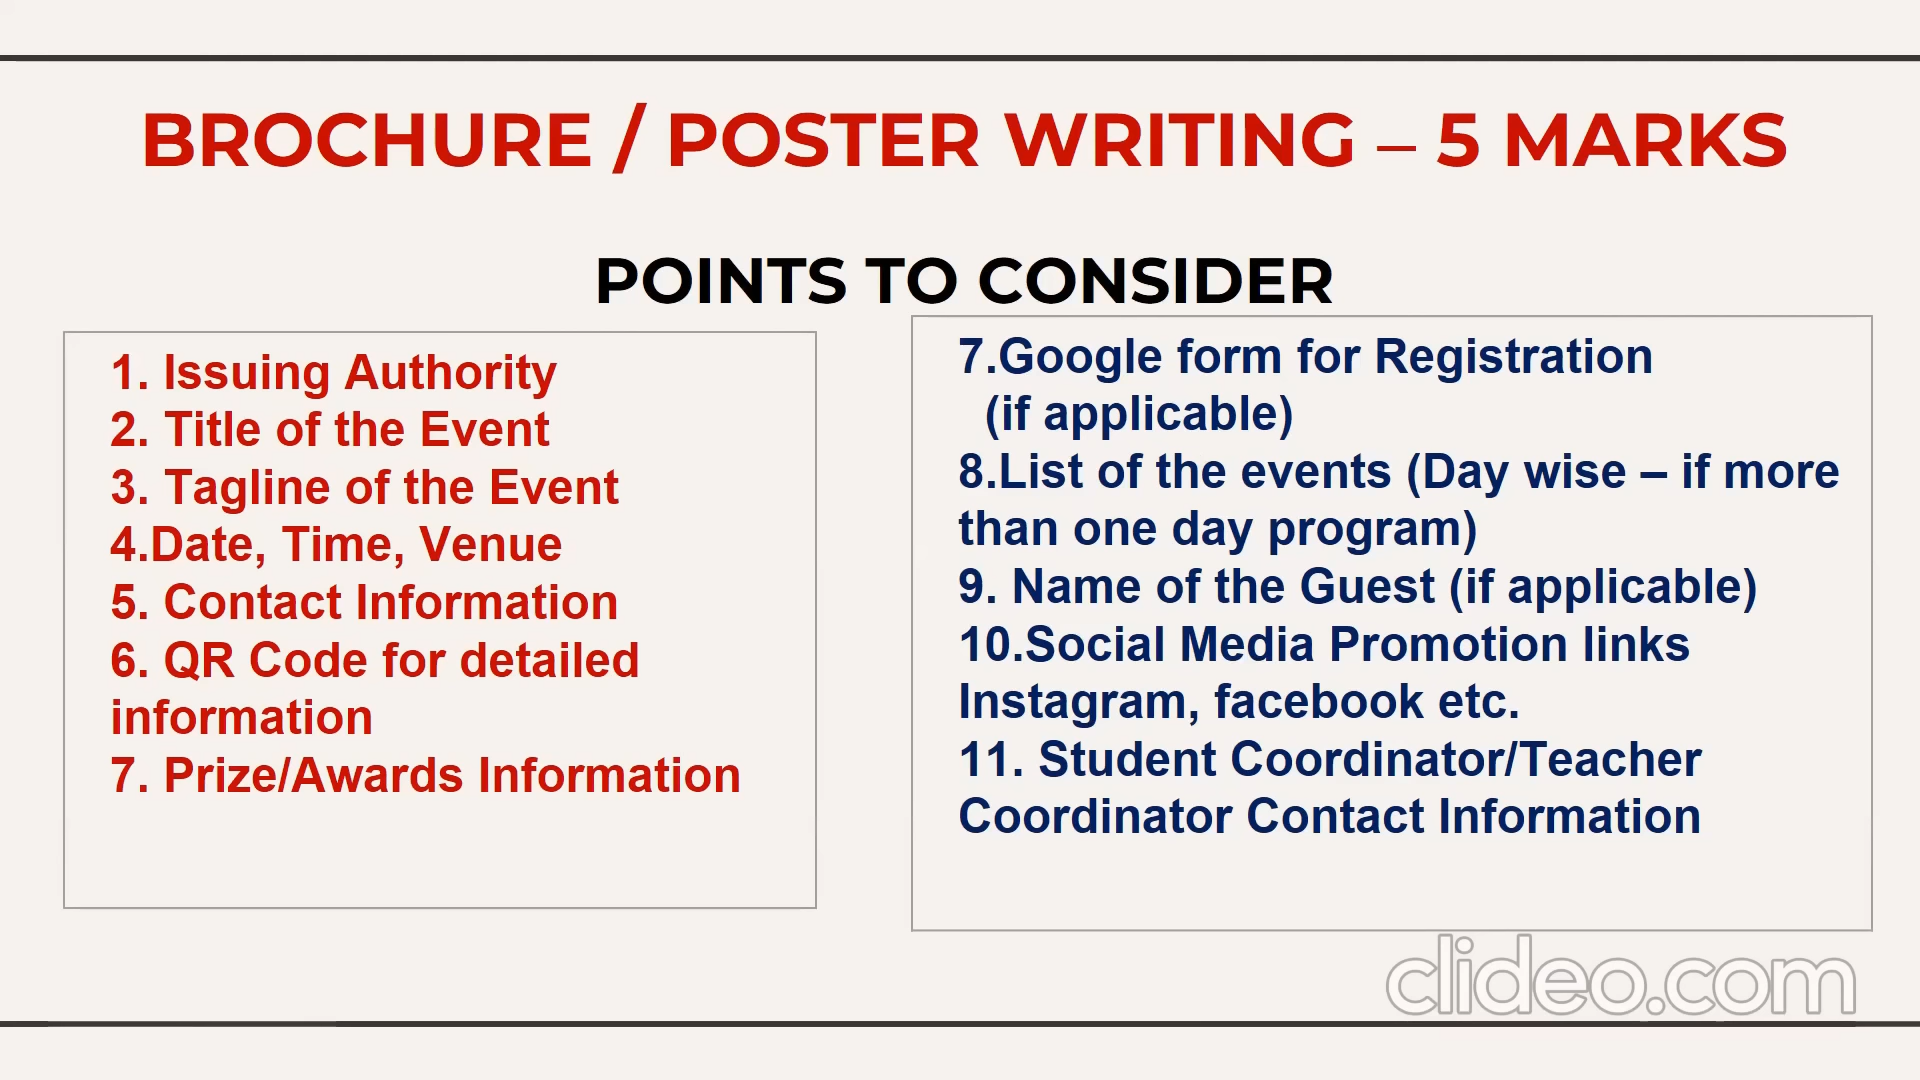 BROCHURE / POSTER WRITING – 5 MARKS
POINTS TO CONSIDER
1. Issuing Authority
2. Title of the Event
3. Tagline of the Event
4.Date, Time, Venue
5. Contact Information
6. QR Code for detailed
information
7. Prize/Awards Information
7.Google form for Registration
(if applicable)
8.List of the events (Day wise – if more
than one day program)
9. Name of the Guest (if applicable)
10.Social Media Promotion links
Instagram, facebook etc.
11. Student Coordinator/Teacher
Coordinator Contact Information
clideo.com